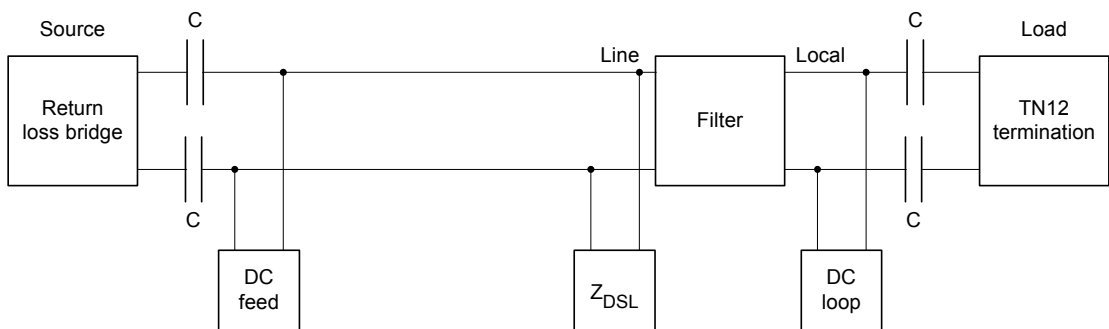 C
C
Source
Load
Line
Local
Return
loss bridge
Filter
TN12
termination
C
C
DC
feed
ZDSL
DC
loop